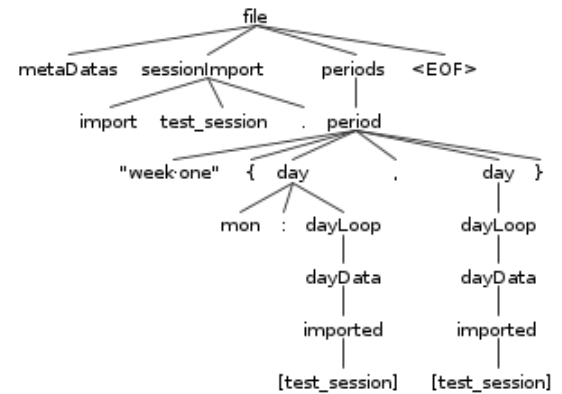 file
metaDatas sessionImport periods <EOF>
import test_session . period
"week·one" { day , day }
mon : dayLoop dayLoop
dayData dayData
imported imported
[test_session] [test_session]